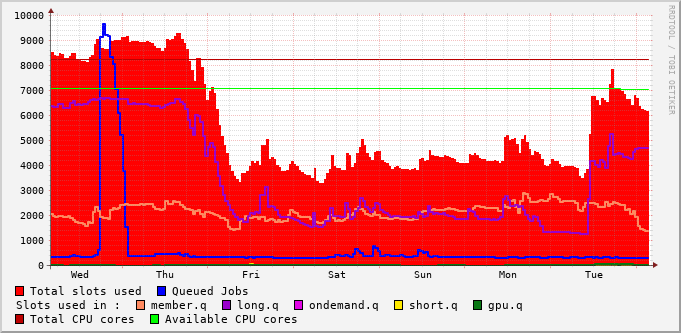 RRDTOOL / TOBI OETIKER
10000
9000
8000
7000
6000
5000
4000
3000
2000
1000
0
Wed Thu Fri Sat Sun Mon Tue
Total slots used Queued Jobs
Slots used in : member.q long.q ondemand.q short.q gpu.q
Total CPU cores Available CPU cores